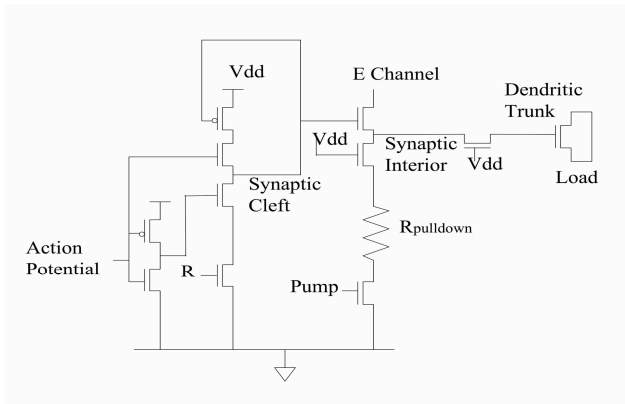 Vdd
E Channel
Dendritic
Trunk
Vdd
Synaptic
Interior
Vdd
Load
Synaptic
Cleft
Rpulldown
Action
Potential
R
Pump